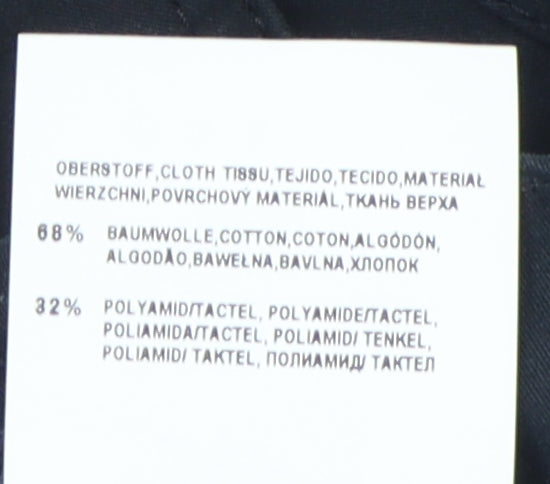 OBERSTOFF,CLOTH TISSU,TEJIDO,TECIDO,MATERIAŁ
WIERZCHNI,POVRCHOVÝ MATERIÁL,ТКАНЬ ВЕРХА
68% BAUMWOLLE,COTTON,COTON,ALGÓDÓN,
ALGODÃO,BAWEŁNA,BAVLNA,ХЛОПОК
32% POLYAMID/TACTEL, POLYAMIDE/TACTEL,
POLIAMIDA/TACTEL, POLIAMID/ TENKEL,
POLIAMID/ TAKTEL, ПОЛИАМИД/ ТАКТЕЛ